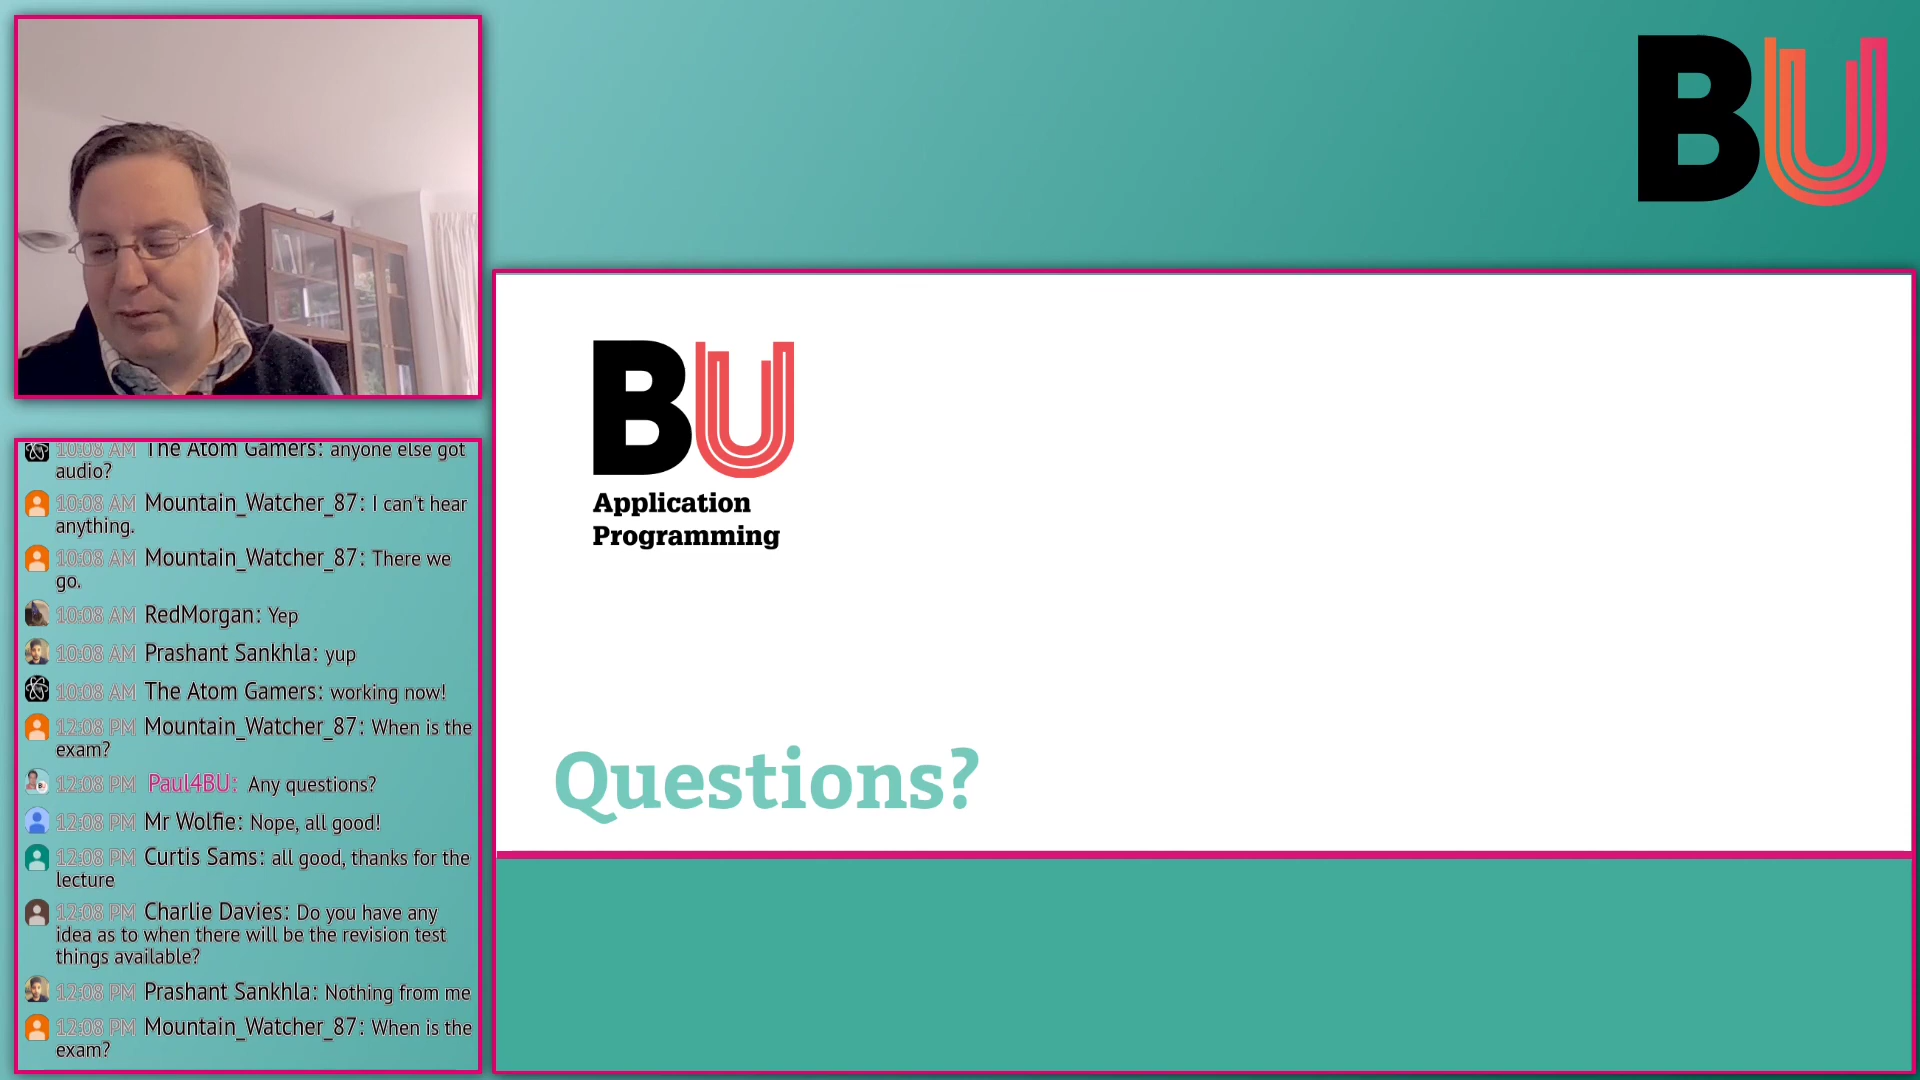 BU
10:08 AM The Atom Gamers: anyone else got
audio?
10:08 AM Mountain_Watcher_87: I can't hear
anything.
10:08 AM Mountain_Watcher_87: There we
go.
10:08 AM RedMorgan: Yep
10:08 AM Prashant Sankhla: yup
10:08 AM The Atom Gamers: working now!
12:08 PM Mountain_Watcher_87: When is the
exam?
12:08 PM Paul4BU: Any questions?
12:08 PM Mr Wolfie: Nope, all good!
12:08 PM Curtis Sams: all good, thanks for the
lecture
12:08 PM Charlie Davies: Do you have any
idea as to when there will be the revision test
things available?
12:08 PM Prashant Sankhla: Nothing from me
12:08 PM Mountain_Watcher_87: When is the
exam?
BU
Application
Programming
Questions?